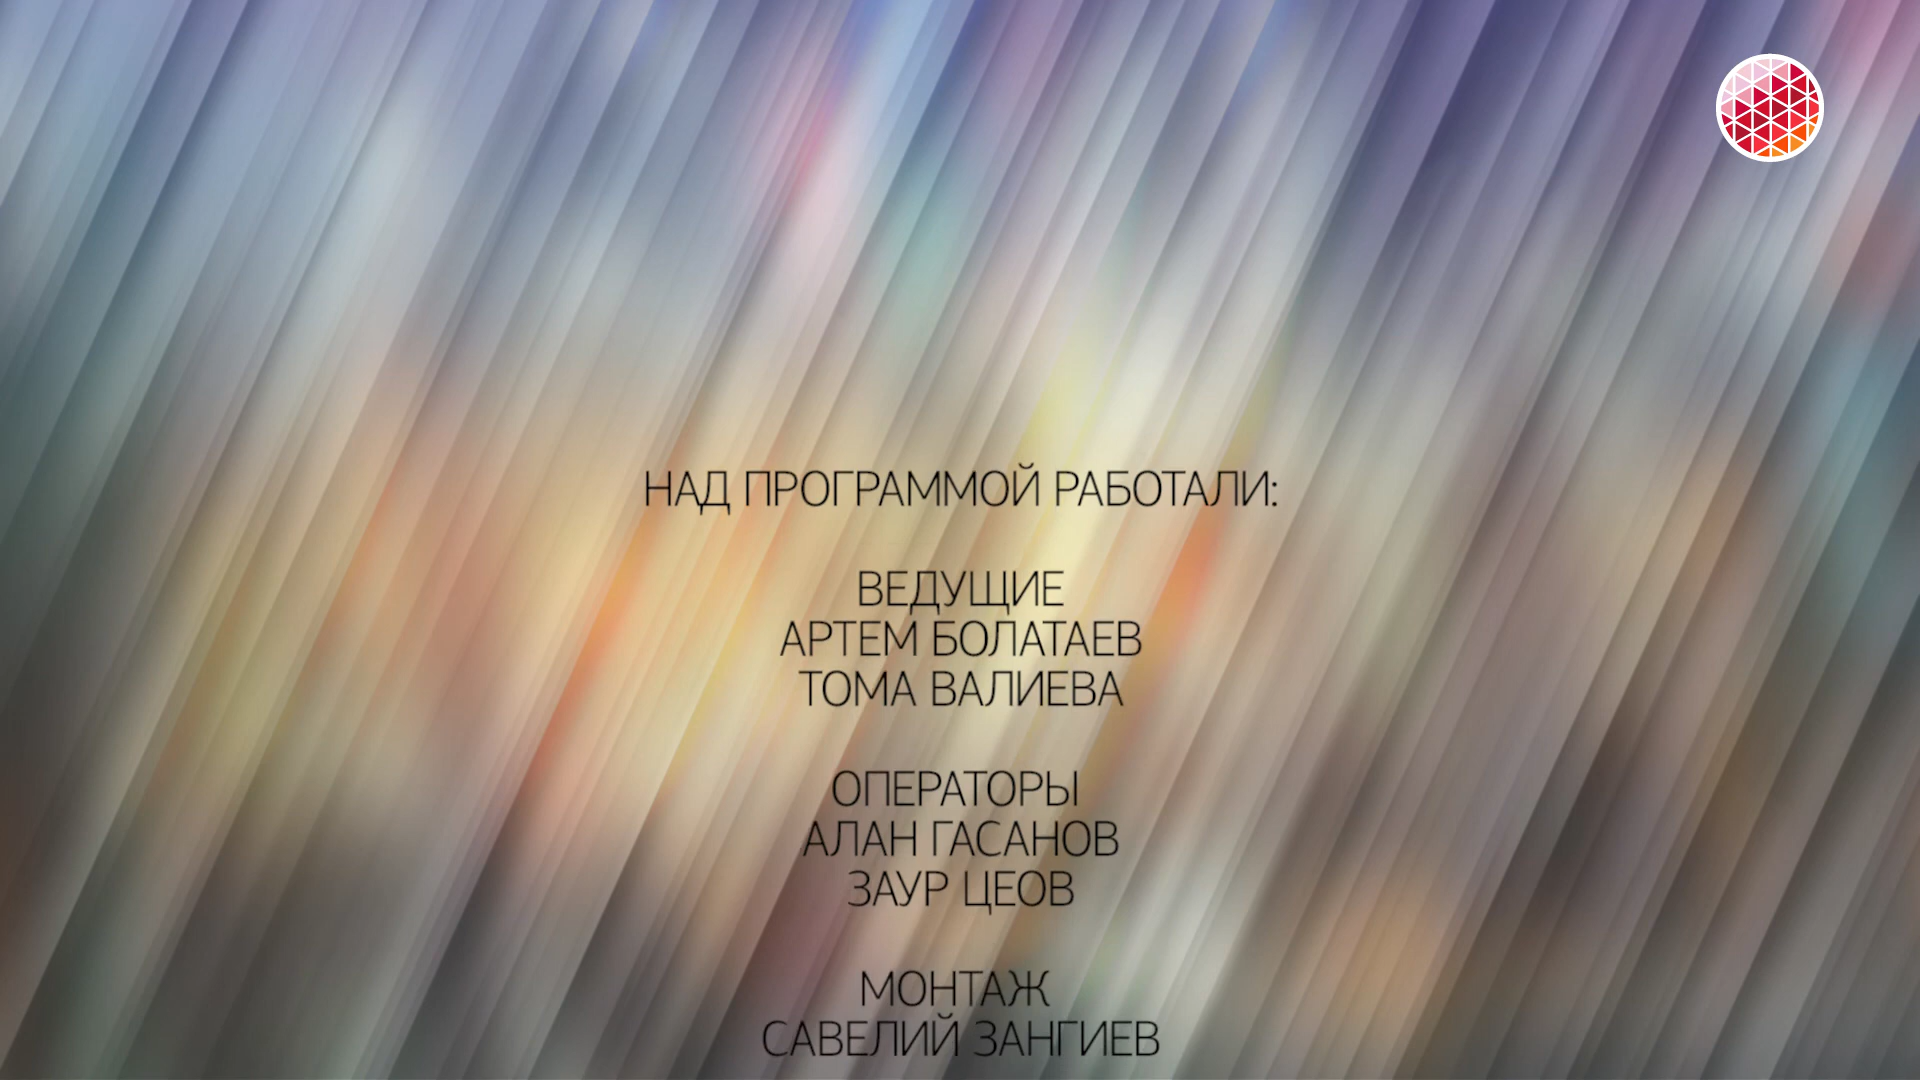 НАД ПРОГРАММОЙ РАБОТАЛИ:
ВЕДУЩИЕ
АРТЕМ БОЛАТАЕВ
ТОМА ВАЛИЕВА
ОПЕРАТОРЫ
АЛАН ГАСАНОВ
ЗАУР ЦЕОВ
МОНТАЖ
САВЕЛИЙ ЗАНГИЕВ